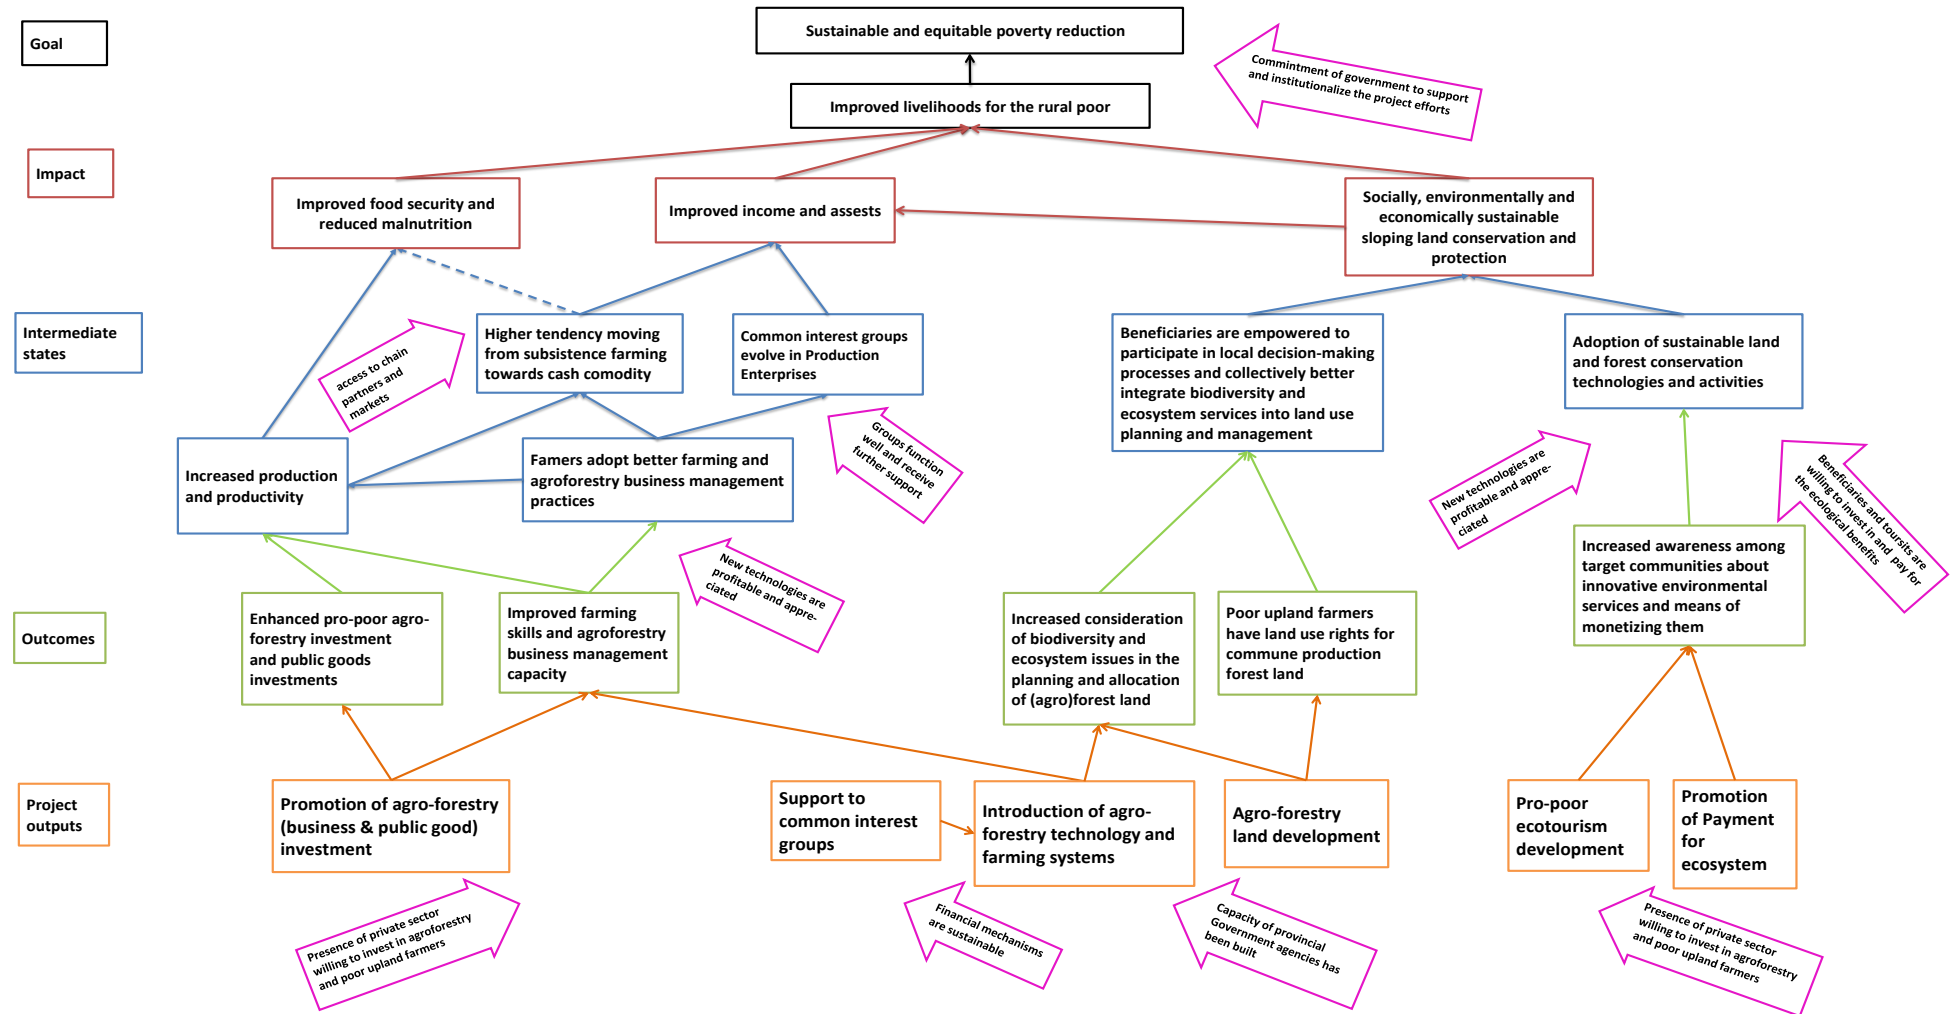 Goal
Sustainable and equitable poverty reduction
Improved livelihoods for the rural poor
Commintment of government to support
and institutionalize the project efforts
Impact
Improved food security and
reduced malnutrition
Improved income and assests
Socially, environmentally and
economically sustainable
sloping land conservation and
protection
Intermediate
states
access to chain
partners and
markets
Higher tendency moving
from subsistence farming
towards cash comodity
Common interest groups
evolve in Production
Enterprises
Beneficiaries are empowered to
participate in local decision-making
processes and collectively better
integrate biodiversity and
ecosystem services into land use
planning and management
Adoption of sustainable land
and forest conservation
technologies and activities
Increased production
and productivity
Famers adopt better farming and
agroforestry business management
practices
Groups function
well and receive
further support
New technologies are
profitable and appre-
ciated
Beneficiaries and toursits are
willing to invest in and pay for
the ecological benefits
New technologies are
profitable and appre-
ciated
Increased awareness among
target communities about
innovative environmental
services and means of
monetizing them
Outcomes
Enhanced pro-poor agro-
forestry investment
and public goods
investments
Improved farming
skills and agroforestry
business management
capacity
Increased consideration
of biodiversity and
ecosystem issues in the
planning and allocation
of (agro)forest land
Poor upland farmers
have land use rights for
commune production
forest land
Project
outputs
Promotion of agro-forestry
(business & public good)
investment
Support to
common interest
groups
Introduction of agro-
forestry technology and
farming systems
Agro-forestry
land development
Pro-poor
ecotourism
development
Promotion
of Payment
for
ecosystem
Presence of private sector
willing to invest in agroforestry
and poor upland farmers
Financial mechanisms
are sustainable
Capacity of provincial
Government agencies has
been built
Presence of private sector
willing to invest in agroforestry
and poor upland farmers